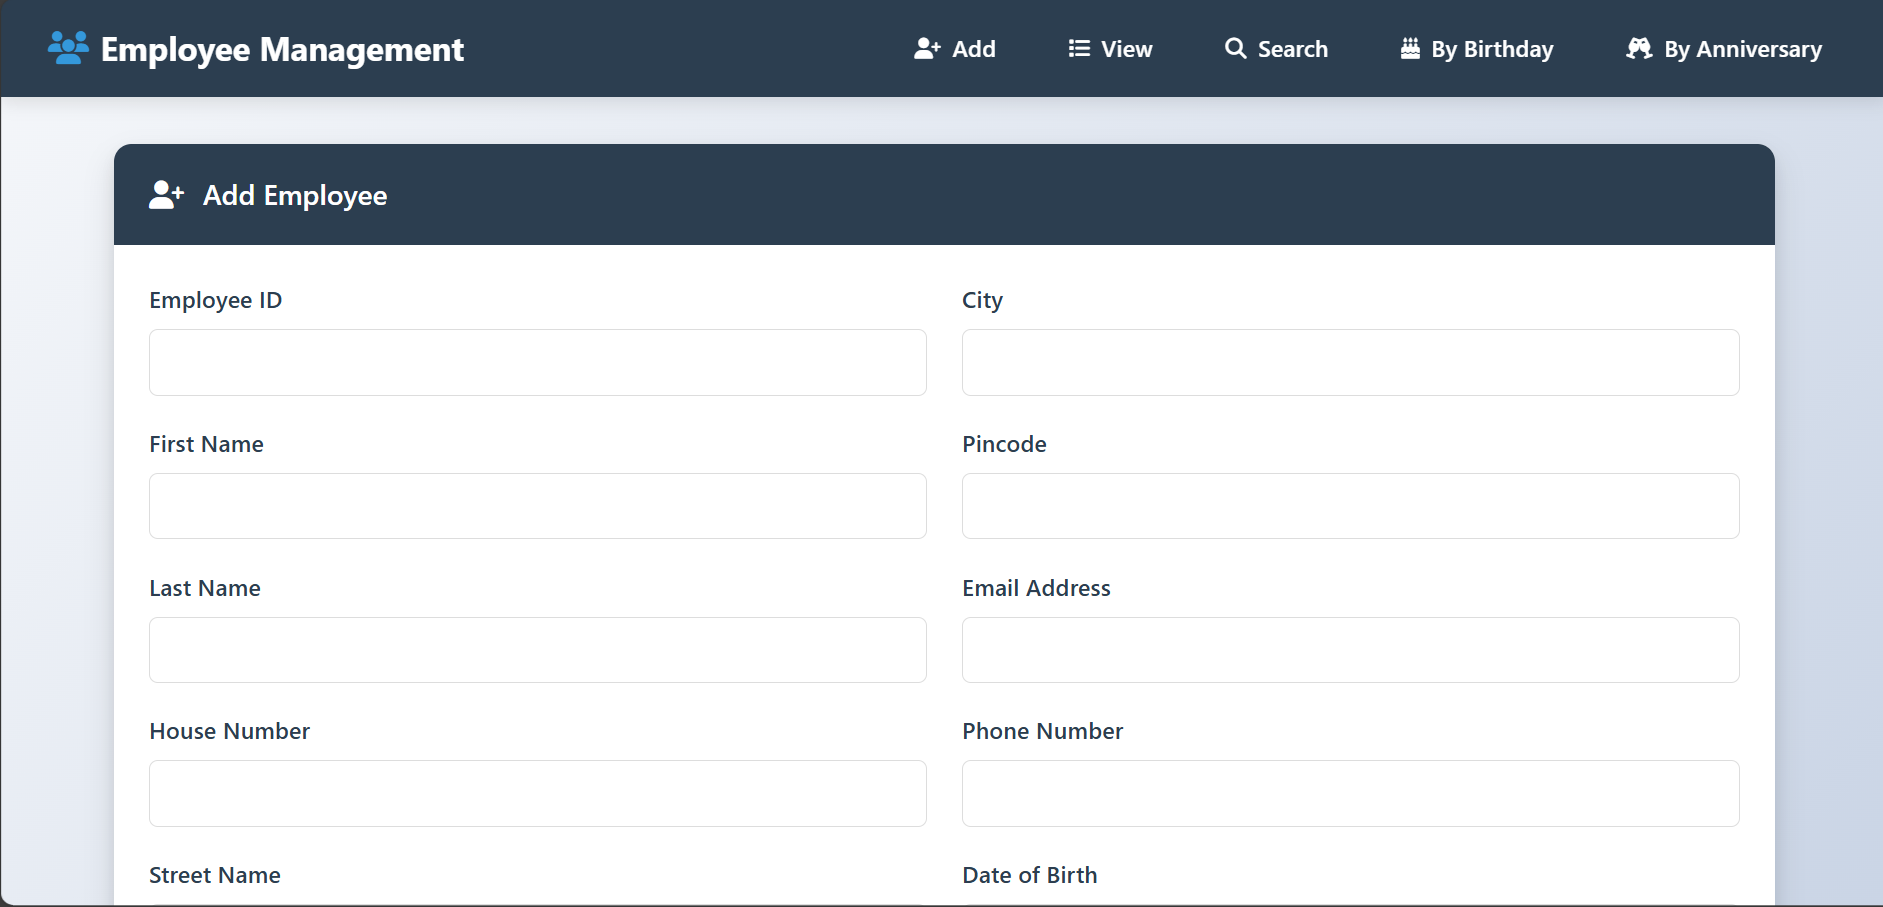 Employee Management
Add
View
Search
By Birthday
By Anniversary
Add Employee
Employee ID
City
First Name
Pincode
Last Name
Email Address
House Number
Phone Number
Street Name
Date of Birth